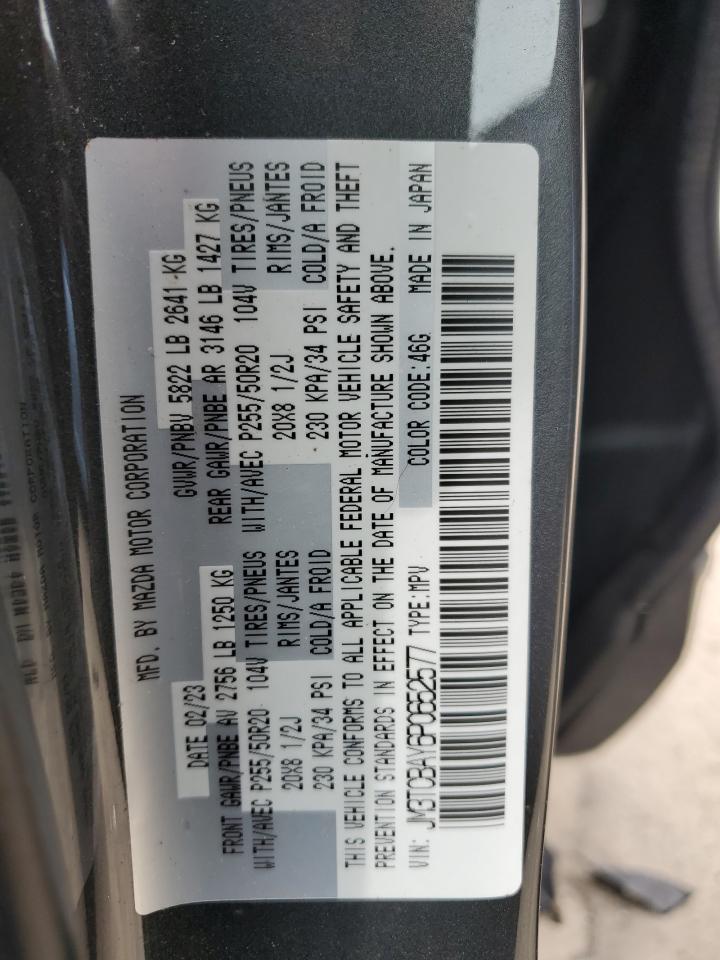 MFD. BY MAZDA MOTOR CORPORATION
DATE 02/23 GVWR/PNBV 5822 LB 2641 KG
FRONT GAWR/PNBE AV 2756 LB 1250 KG REAR GAWR/PNBE AR 3146 LB 1427 KG
WITH/AVEC P255/50R20 104V TIRES/PNEUS WITH/AVEC P255/50R20 104V TIRES/PNEUS
20X8 1/2J RIMS/JANTES 20X8 1/2J RIMS/JANTES
230 KPA/34 PSI COLD/A FROID 230 KPA/34 PSI COLD/A FROID
THIS VEHICLE CONFORMS TO ALL APPLICABLE FEDERAL MOTOR VEHICLE SAFETY AND THEFT
PREVENTION STANDARDS IN EFFECT ON THE DATE OF MANUFACTURE SHOWN ABOVE.
VIN: JM3TCBAY6P0652577 TYPE:MPV COLOR CODE:46G MADE IN JAPAN